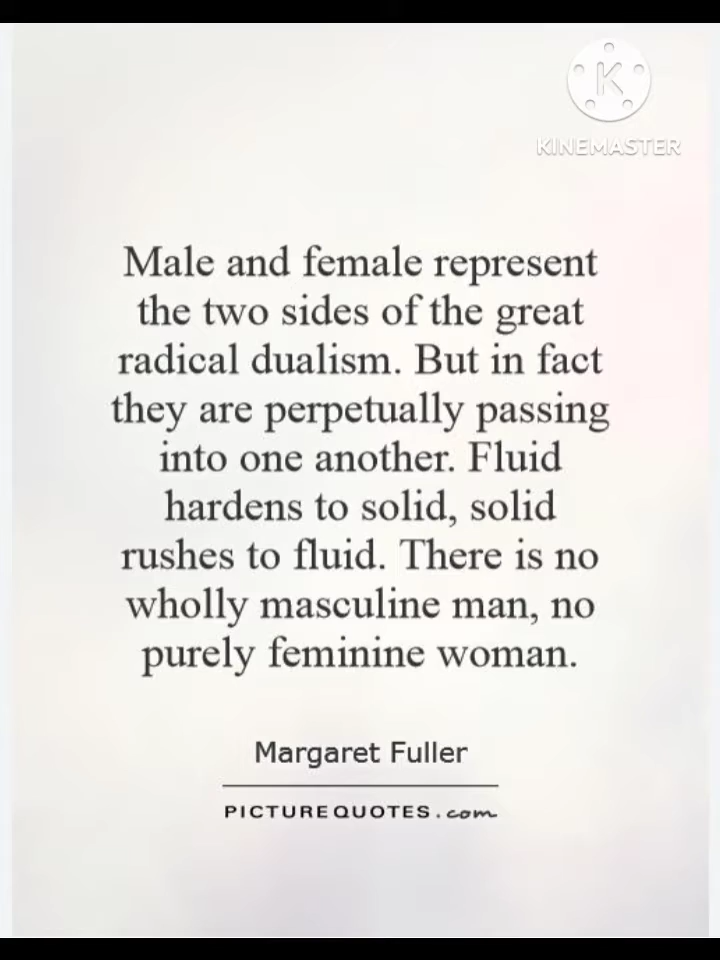 KINEMASTER
Male and female represent
the two sides of the great
radical dualism. But in fact
they are perpetually passing
into one another. Fluid
hardens to solid, solid
rushes to fluid. There is no
wholly masculine man, no
purely feminine woman.
Margaret Fuller
PICTUREQUOTES.com